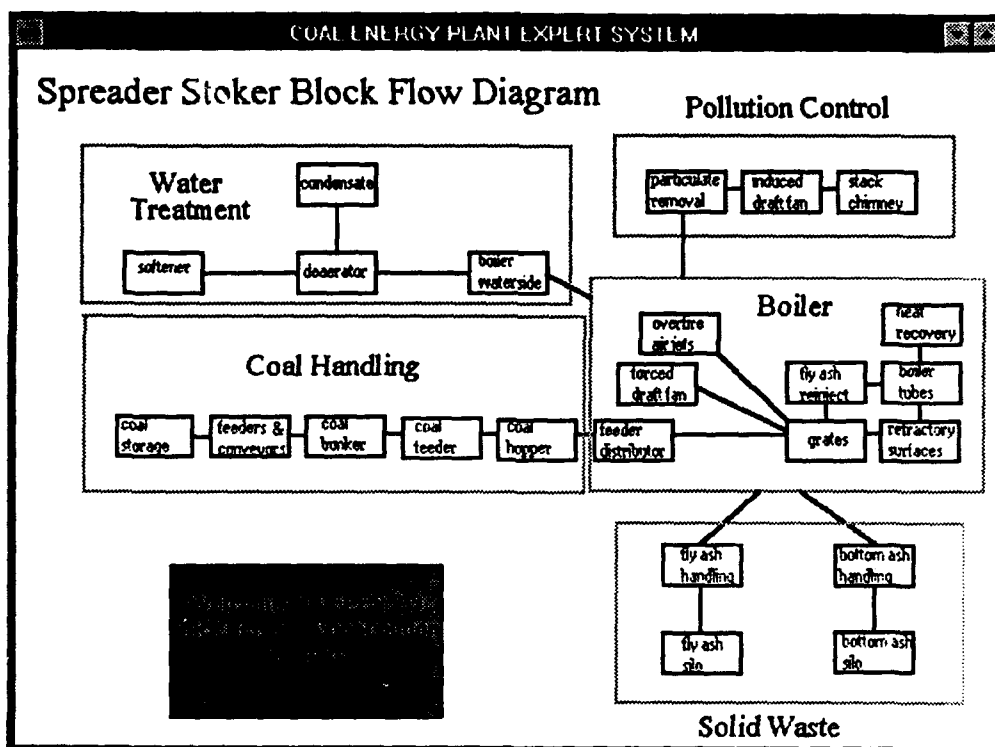 COAL ENERGY PLANT EXPERT SYSTEM
Spreader Stoker Block Flow Diagram
Pollution Control
particulate
removal
induced
draft fan
stack
chimney
Water
Treatment
condensate
softener
deaerator
boiler
waterside
Boiler
overfire
air jets
heat
recovery
forced
draft fan
fly ash
reinject
boiler
tubes
Coal Handling
coal
storage
feeders &
conveyors
coal
bunker
coal
feeder
coal
hopper
feeder
distributor
grates
refractory
surfaces
fly ash
handling
bottom ash
handling
fly ash
silo
bottom ash
silo
Solid Waste